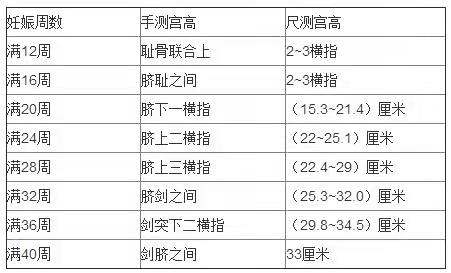 妊娠周数 手测宫高 尺测宫高
满12周 耻骨联合上 2~3横指
满16周 脐耻之间 2~3横指
满20周 脐下一横指 （15.3~21.4）厘米
满24周 脐上二横指 （22~25.1）厘米
满28周 脐上三横指 （22.4~29）厘米
满32周 脐剑之间 （25.3~32.0）厘米
满36周 剑突下二横指 （29.8~34.5）厘米
满40周 剑脐之间 33厘米